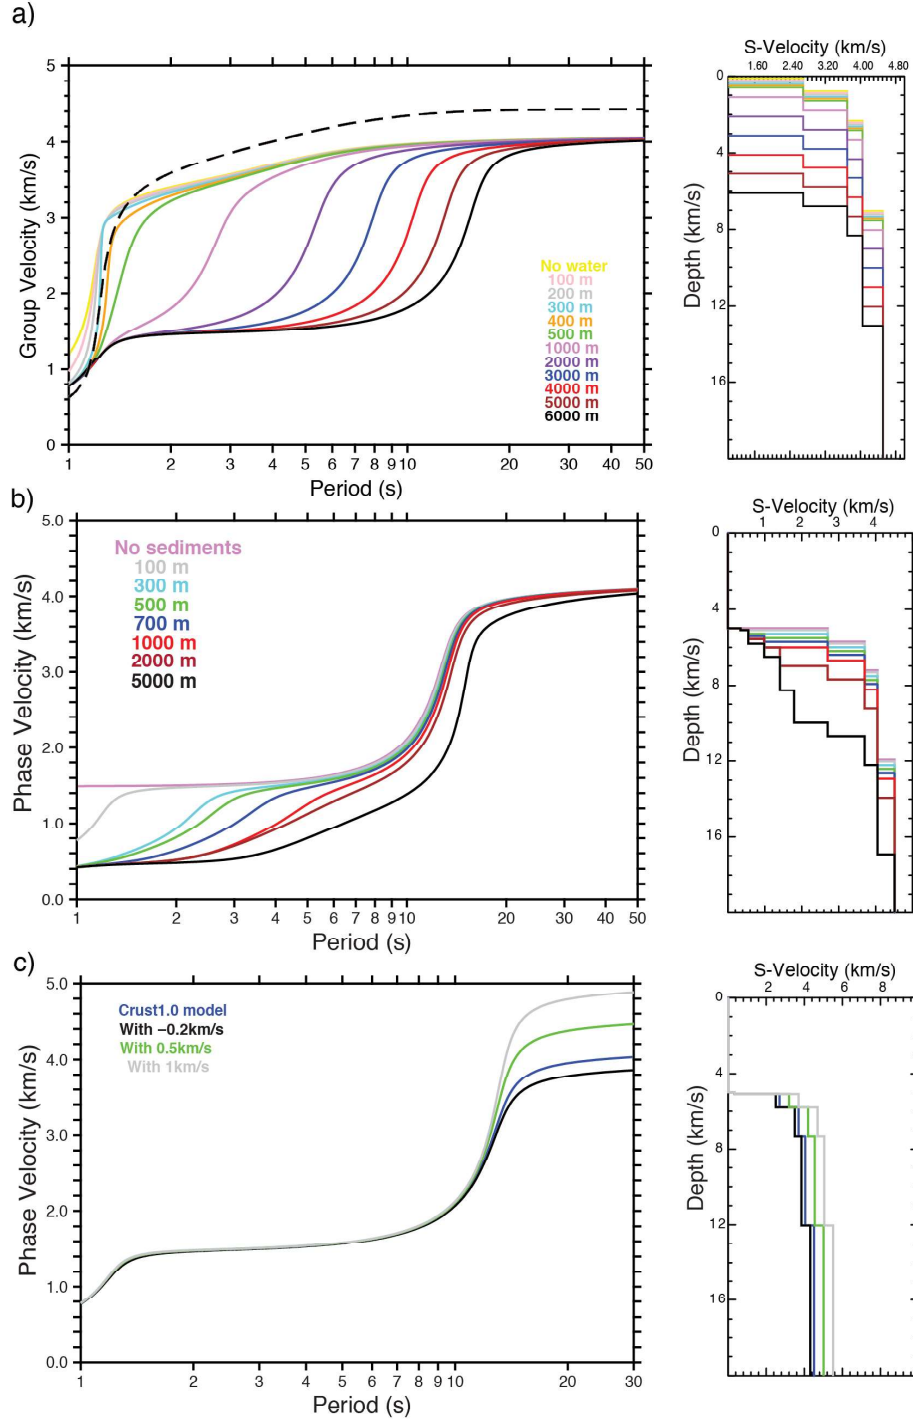 a)
S-Velocity (km/s)
1.60 2.40 3.20 4.00 4.80
5
4
3
2
1
0
Group Velocity (km/s)
No water
100 m
200 m
300 m
400 m
500 m
1000 m
2000 m
3000 m
4000 m
5000 m
6000 m
1 2 3 4 5 6 7 8 9 10 20 30 40 50
Period (s)
0
4
8
12
16
Depth (km/s)
b)
S-Velocity (km/s)
1 2 3 4
5.0
4.0
3.0
2.0
1.0
0.0
Phase Velocity (km/s)
No sediments
100 m
300 m
500 m
700 m
1000 m
2000 m
5000 m
1 2 3 4 5 6 7 8 9 10 20 30 40 50
Period (s)
0
4
8
12
16
Depth (km/s)
c)
S-Velocity (km/s)
2 4 6 8
5.0
4.0
3.0
2.0
1.0
0.0
Phase Velocity (km/s)
Crust1.0 model
With −0.2km/s
With 0.5km/s
With 1km/s
1 2 3 4 5 6 7 8 9 10 20 30
Period (s)
0
4
8
12
16
Depth (km/s)